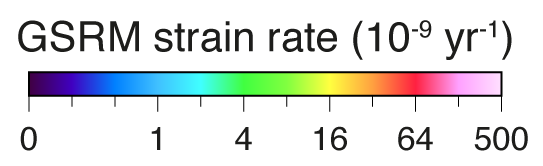 GSRM strain rate (10⁻⁹ yr⁻¹)
0 1 4 16 64 500